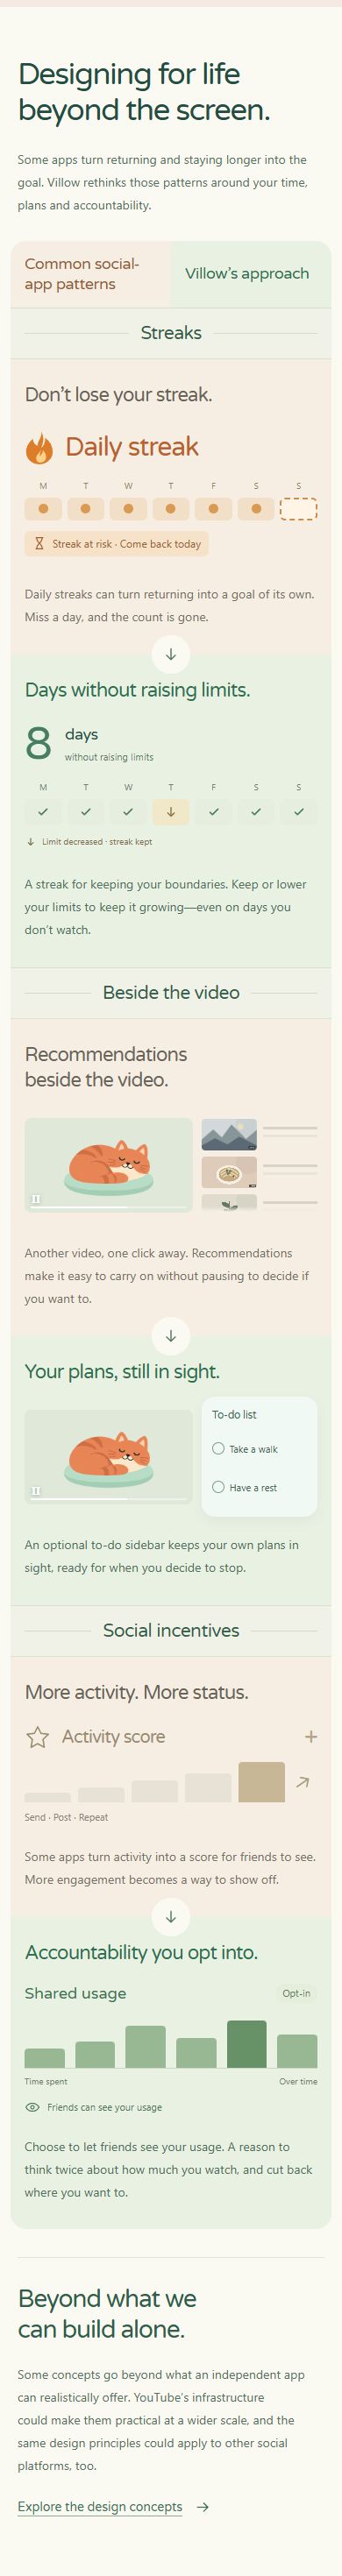 Designing for life
beyond the screen.
Some apps turn returning and staying longer into the
goal. Villow rethinks those patterns around your time,
plans and accountability.
Common social-
app patterns
Villow's approach
Streaks
Don't lose your streak.
Daily streak
M T W T F S S
Streak at risk · Come back today
Daily streaks can turn returning into a goal of its own.
Miss a day, and the count is gone.
Days without raising limits.
8 days
without raising limits
M T W T F S S
Limit decreased · streak kept
A streak for keeping your boundaries. Keep or lower
your limits to keep it growing—even on days you
don't watch.
Beside the video
Recommendations
beside the video.
Another video, one click away. Recommendations
make it easy to carry on without pausing to decide if
you want to.
Your plans, still in sight.
To-do list
Take a walk
Have a rest
An optional to-do sidebar keeps your own plans in
sight, ready for when you decide to stop.
Social incentives
More activity. More status.
Activity score +
Send · Post · Repeat
Some apps turn activity into a score for friends to see.
More engagement becomes a way to show off.
Accountability you opt into.
Shared usage
Opt-in
Time spent
Over time
Friends can see your usage
Choose to let friends see your usage. A reason to
think twice about how much you watch, and cut back
where you want to.
Beyond what we
can build alone.
Some concepts go beyond what an independent app
can realistically offer. YouTube's infrastructure
could make them practical at a wider scale, and the
same design principles could apply to other social
platforms, too.
Explore the design concepts →